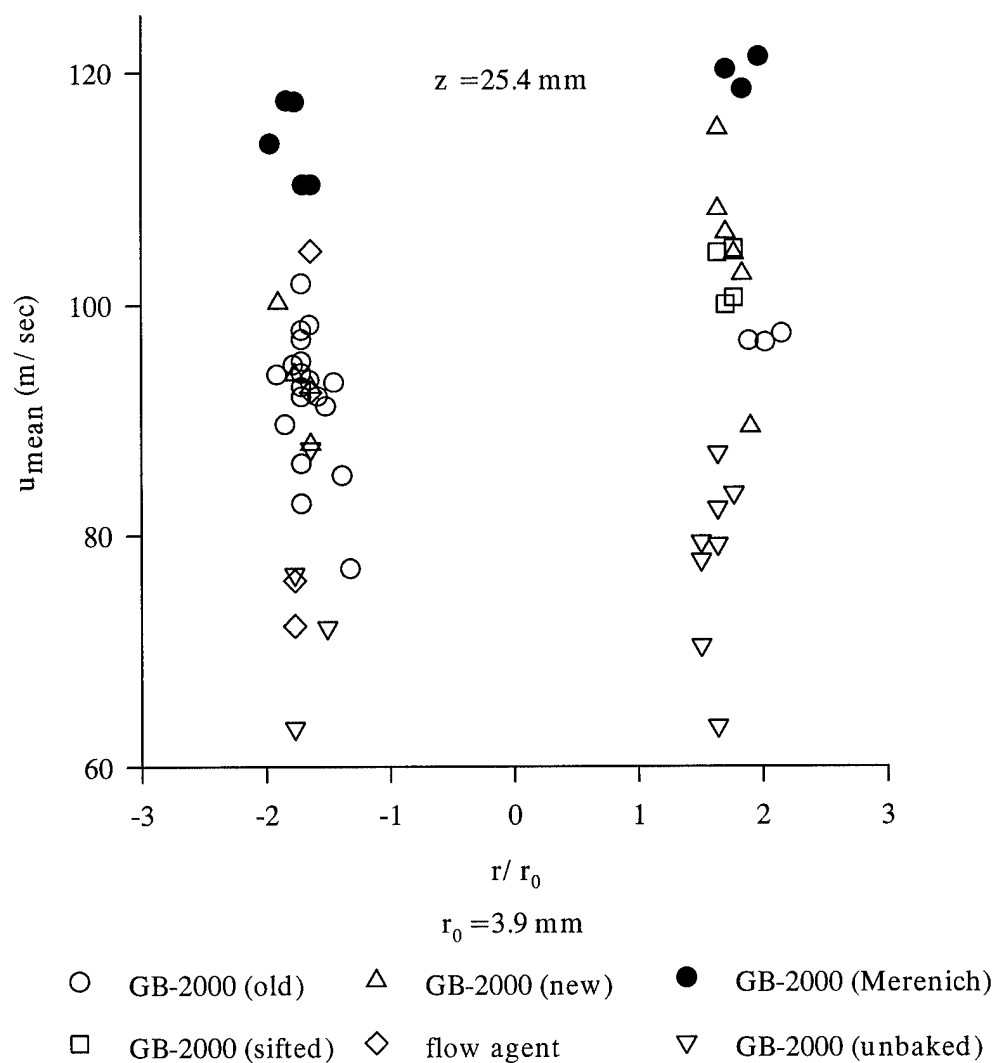 120
z =25.4 mm
100
u_mean (m/ sec)
80
60
-3 -2 -1 0 1 2 3
r/ r_0
r_0 =3.9 mm
GB-2000 (old) GB-2000 (new) GB-2000 (Merenich)
GB-2000 (sifted) flow agent GB-2000 (unbaked)